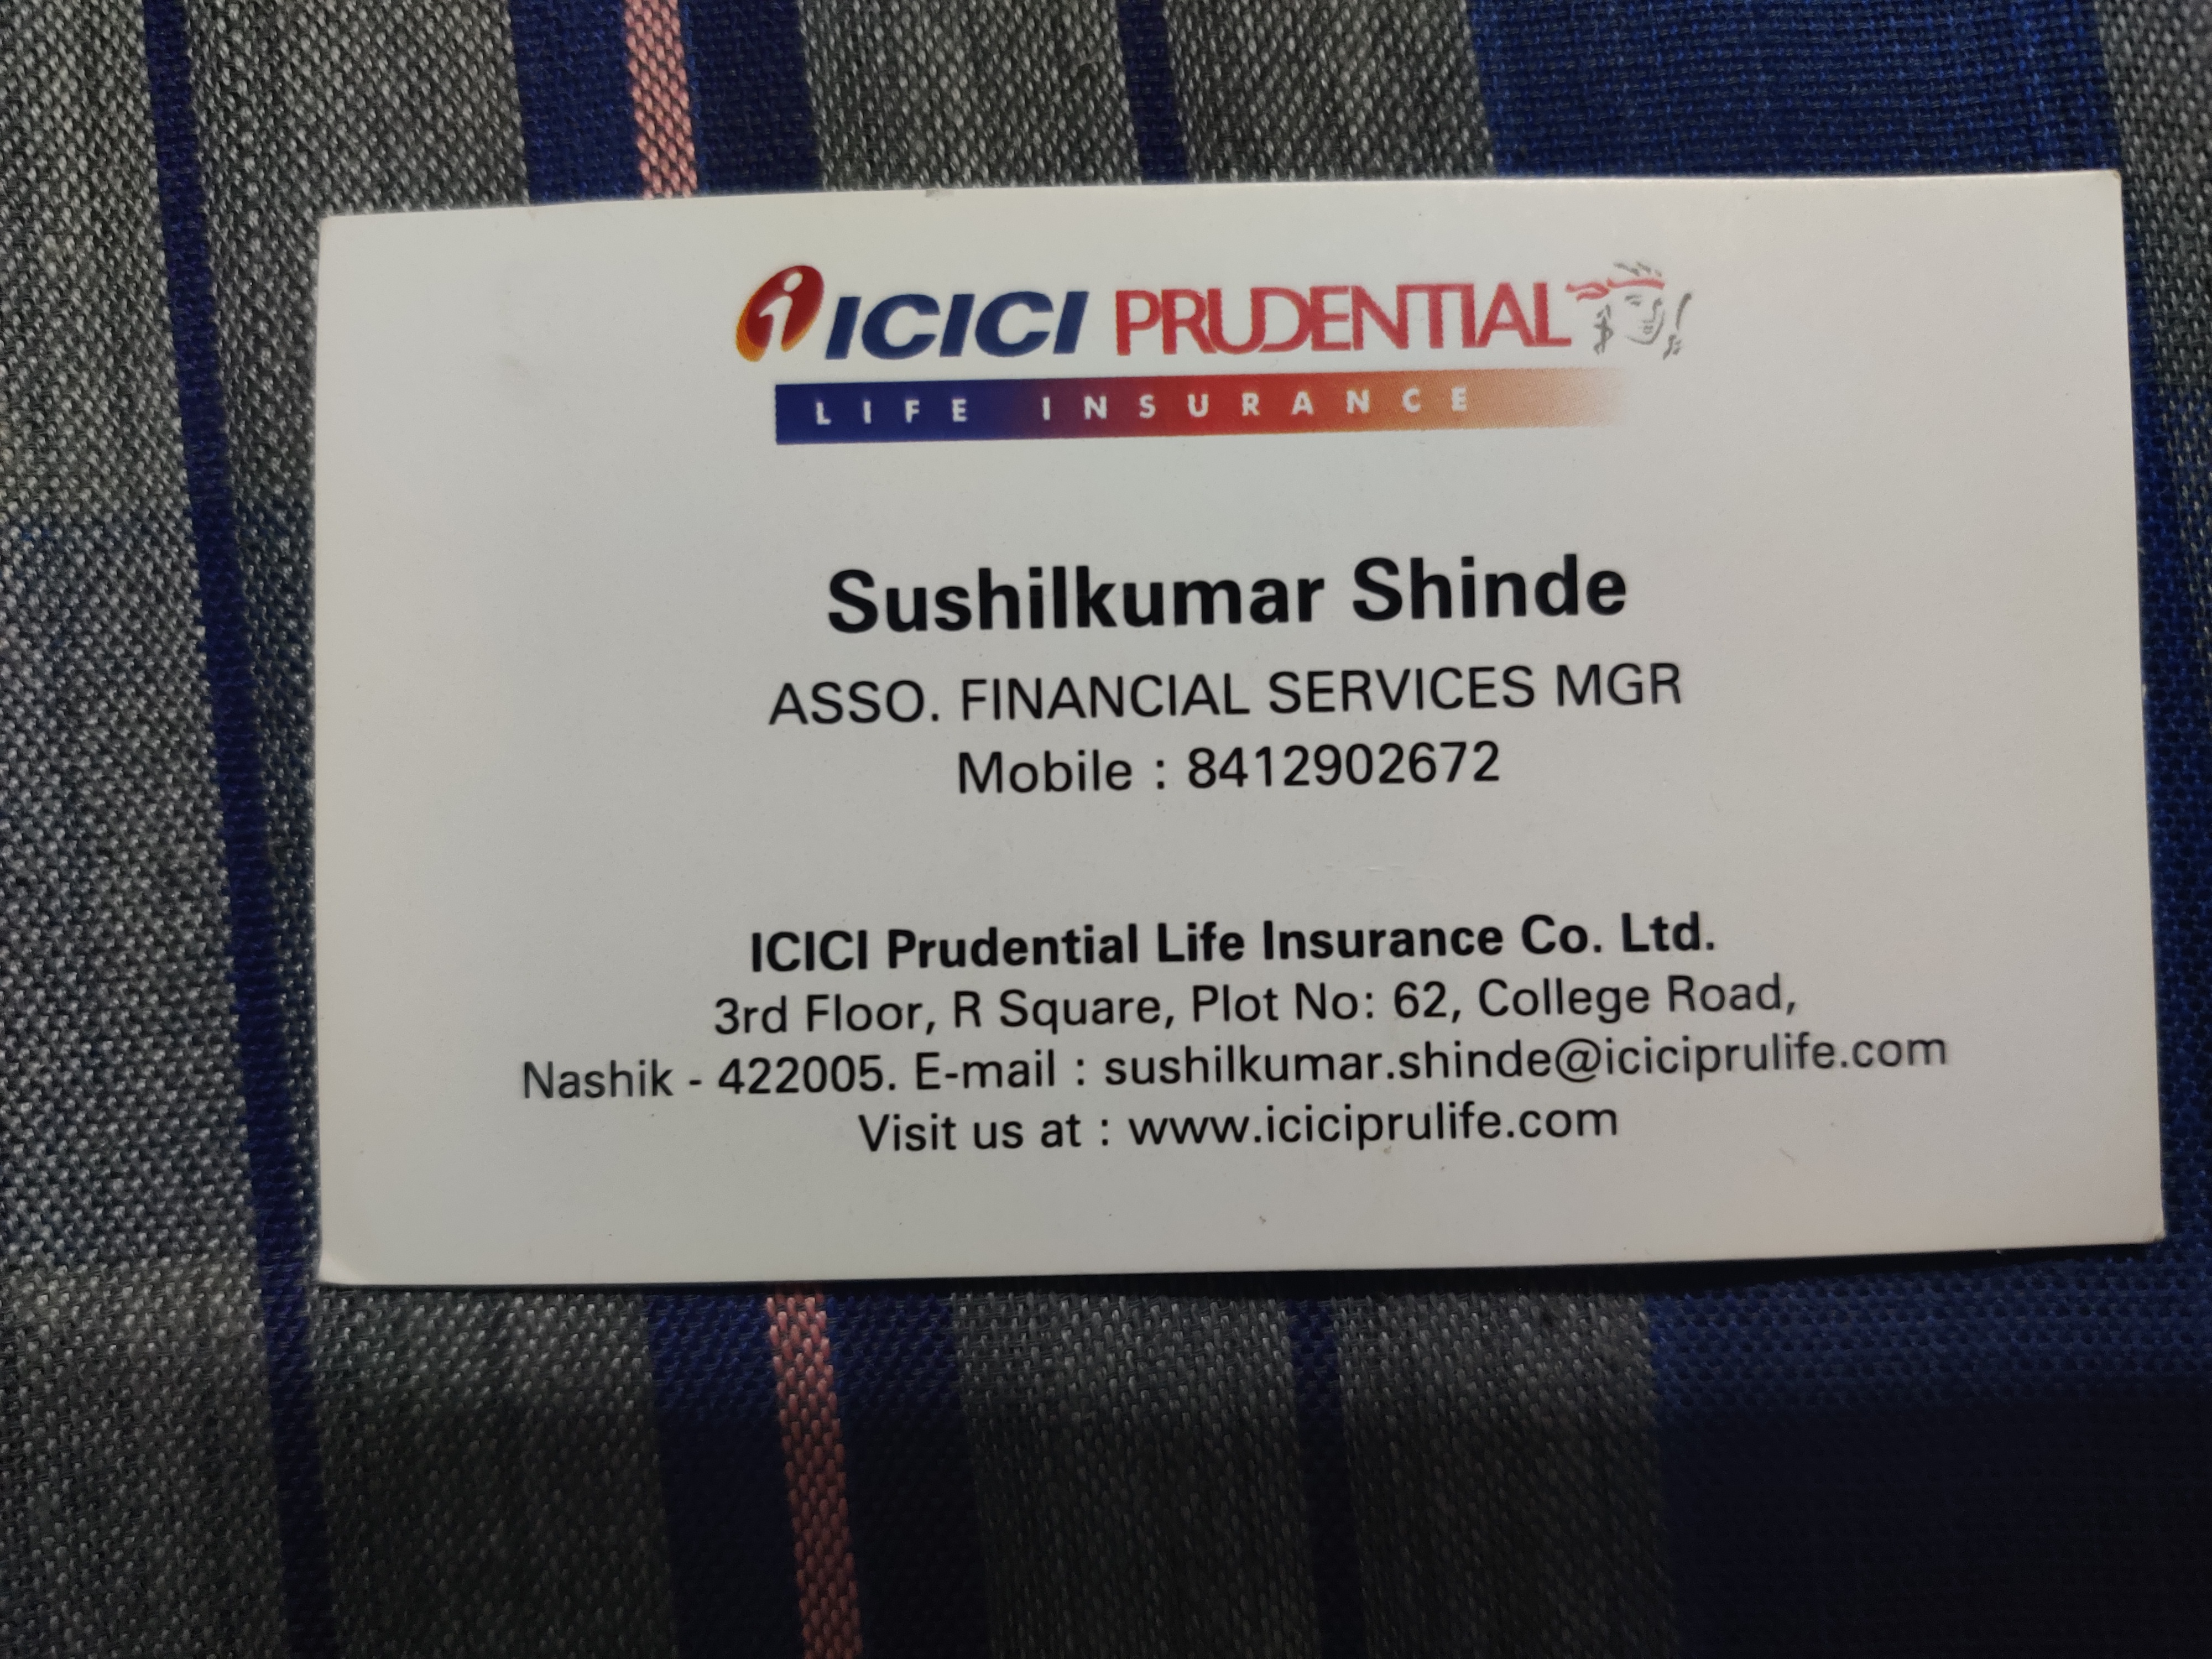 ICICI PRUDENTIAL
LIFE INSURANCE
Sushilkumar Shinde
ASSO. FINANCIAL SERVICES MGR
Mobile : 8412902672
ICICI Prudential Life Insurance Co. Ltd.
3rd Floor, R Square, Plot No: 62, College Road,
Nashik - 422005. E-mail : sushilkumar.shinde@iciciprulife.com
Visit us at : www.iciciprulife.com